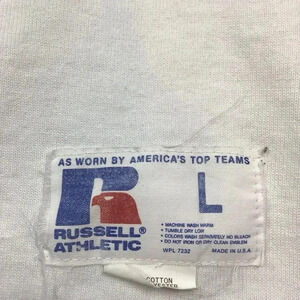 AS WORN BY AMERICA'S TOP TEAMS
R
L
RUSSELL®
ATHLETIC
• MACHINE WASH WARM
• TUMBLE DRY LOW
• COLORS WASH SEPARATELY NO BLEACH
• DO NOT IRON OR DRY CLEAN EMBLEM
WPL 7232 MADE IN U.S.A.
COTTON